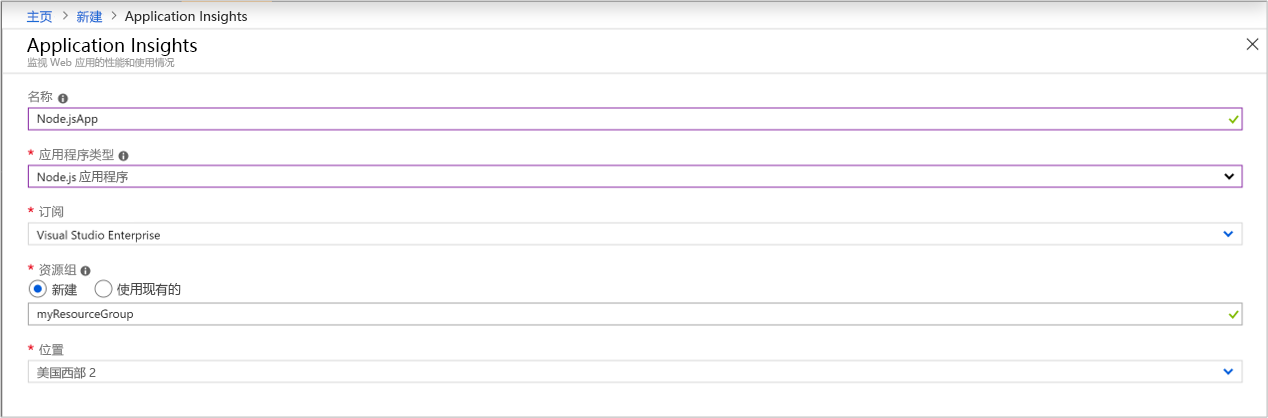 主页 > 新建 > Application Insights
Application Insights
监视 Web 应用的性能和使用情况
名称
Node.jsApp
* 应用程序类型
Node.js 应用程序
* 订阅
Visual Studio Enterprise
* 资源组
新建 使用现有的
myResourceGroup
* 位置
美国西部 2